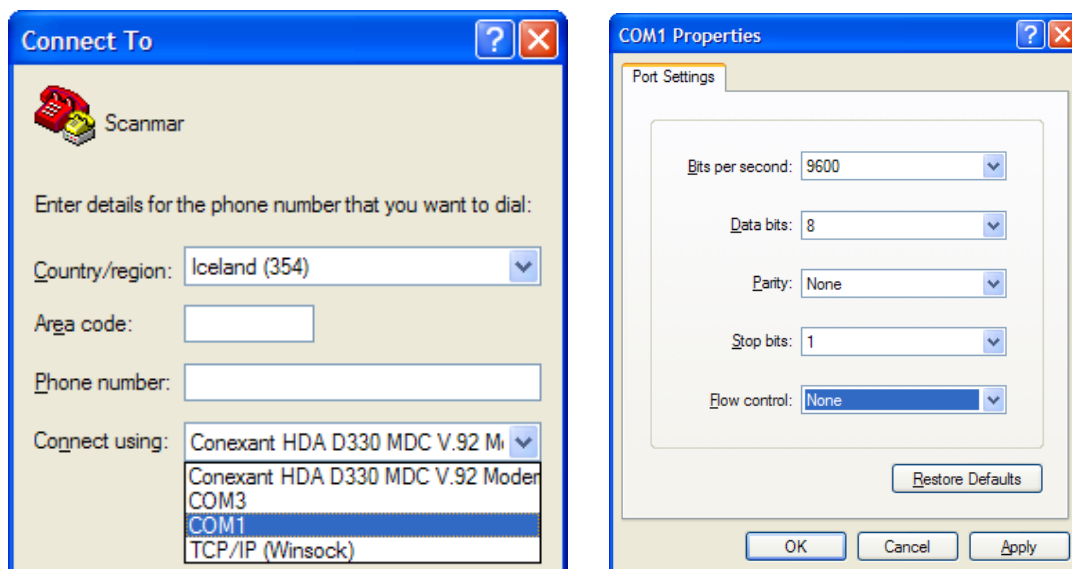 Connect To
Scanmar
Enter details for the phone number that you want to dial:
Country/region: Iceland (354)
Area code:
Phone number:
Connect using: Conexant HDA D330 MDC V.92 M
Conexant HDA D330 MDC V.92 Moder
COM3
COM1
TCP/IP (Winsock)
COM1 Properties
Port Settings
Bits per second: 9600
Data bits: 8
Parity: None
Stop bits: 1
Flow control: None
Restore Defaults
OK Cancel Apply